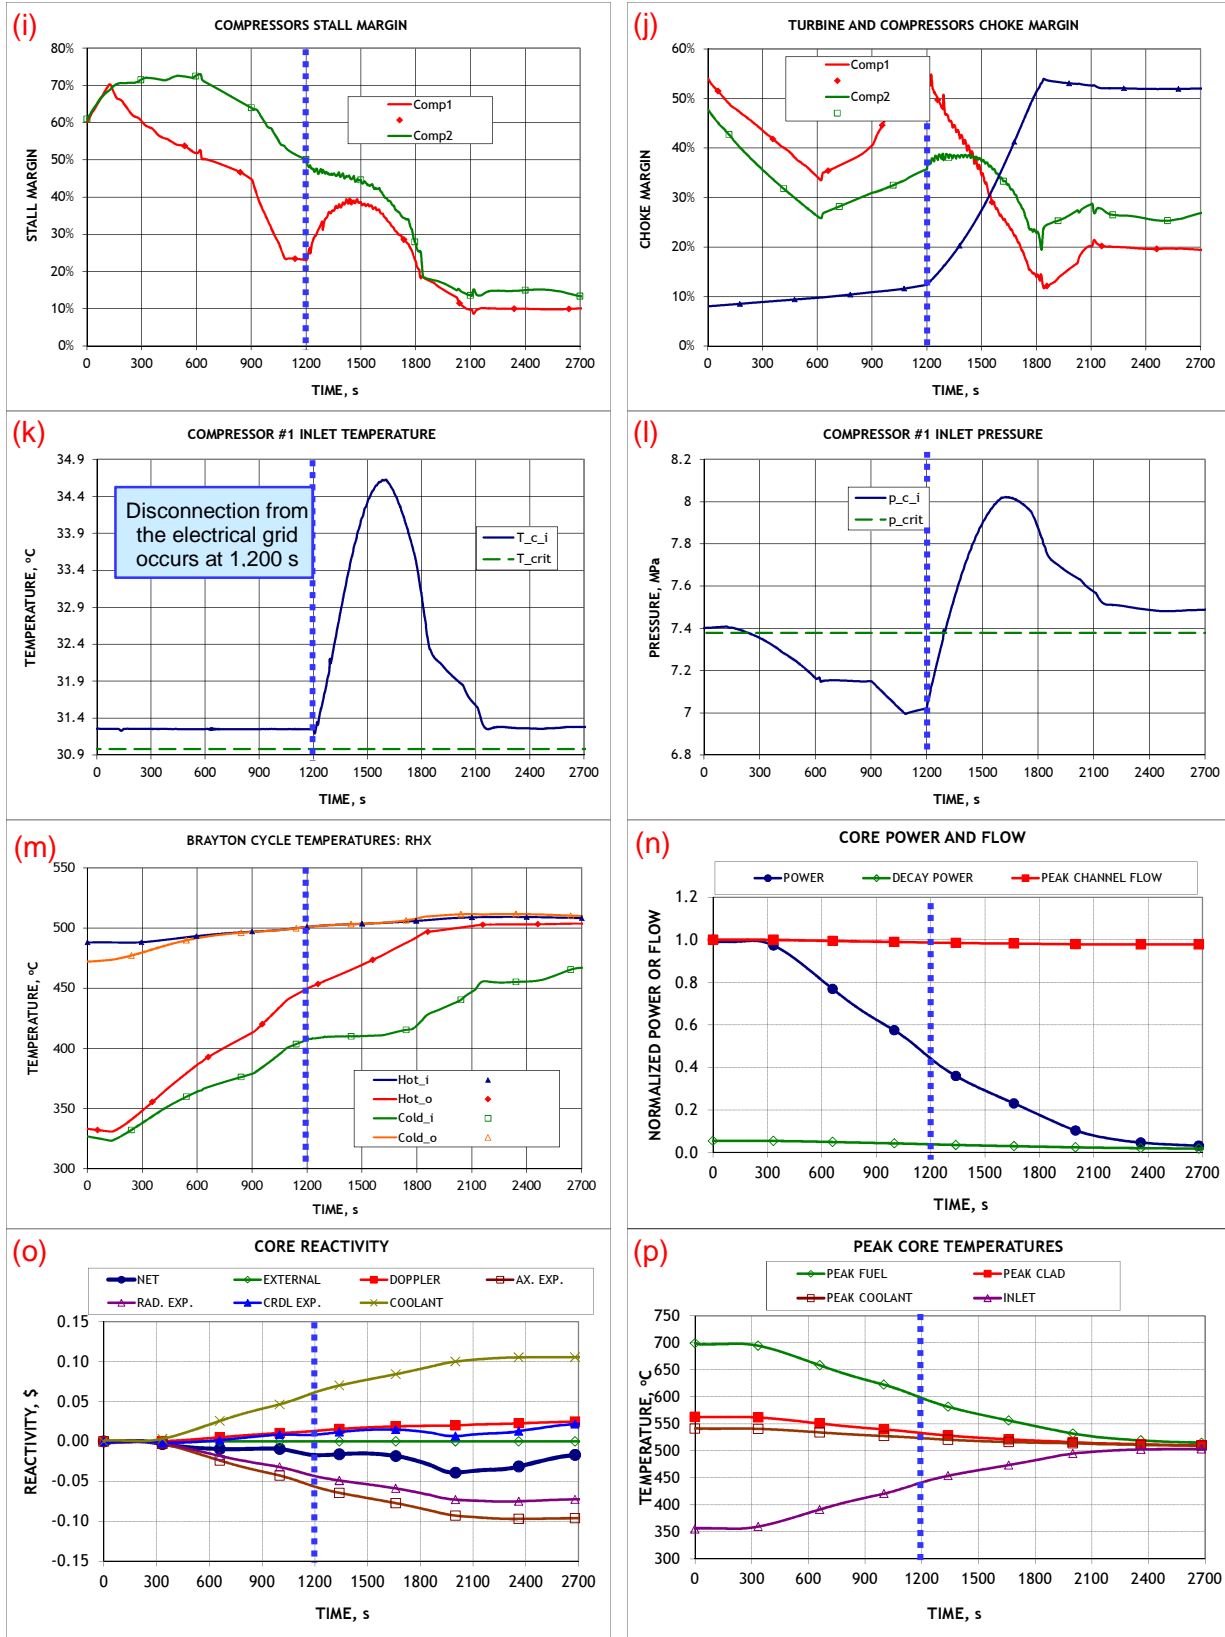 (i)
COMPRESSORS STALL MARGIN
80%
70%
60%
50%
40%
30%
20%
10%
0%
STALL MARGIN
Comp1
Comp2
0 300 600 900 1200 1500 1800 2100 2400 2700
TIME, s
(j)
TURBINE AND COMPRESSORS CHOKE MARGIN
60%
50%
40%
30%
20%
10%
0%
CHOKE MARGIN
Comp1
Comp2
0 300 600 900 1200 1500 1800 2100 2400 2700
TIME, s
(k)
COMPRESSOR #1 INLET TEMPERATURE
34.9
34.4
33.9
33.4
32.9
32.4
31.9
31.4
30.9
TEMPERATURE, °C
Disconnection from
the electrical grid
occurs at 1.200 s
T_c_i
T_crit
0 300 600 900 1200 1500 1800 2100 2400 2700
TIME, s
(l)
COMPRESSOR #1 INLET PRESSURE
8.2
8
7.8
7.6
7.4
7.2
7
6.8
PRESSURE, MPa
p_c_i
p_crit
0 300 600 900 1200 1500 1800 2100 2400 2700
TIME, s
(m)
BRAYTON CYCLE TEMPERATURES: RHX
550
500
450
400
350
300
TEMPERATURE, °C
Hot_i
Hot_o
Cold_i
Cold_o
0 300 600 900 1200 1500 1800 2100 2400 2700
TIME, s
(n)
CORE POWER AND FLOW
POWER DECAY POWER PEAK CHANNEL FLOW
1.2
1.0
0.8
0.6
0.4
0.2
0.0
NORMALIZED POWER OR FLOW
0 300 600 900 1200 1500 1800 2100 2400 2700
TIME, s
(o)
CORE REACTIVITY
NET EXTERNAL DOPPLER AX. EXP.
RAD. EXP. CRDL EXP. COOLANT
0.15
0.10
0.05
0.00
-0.05
-0.10
-0.15
REACTIVITY, $
0 300 600 900 1200 1500 1800 2100 2400 2700
TIME, s
(p)
PEAK CORE TEMPERATURES
PEAK FUEL PEAK CLAD
PEAK COOLANT INLET
750
700
650
600
550
500
450
400
350
300
TEMPERATURE, °C
0 300 600 900 1200 1500 1800 2100 2400 2700
TIME, s